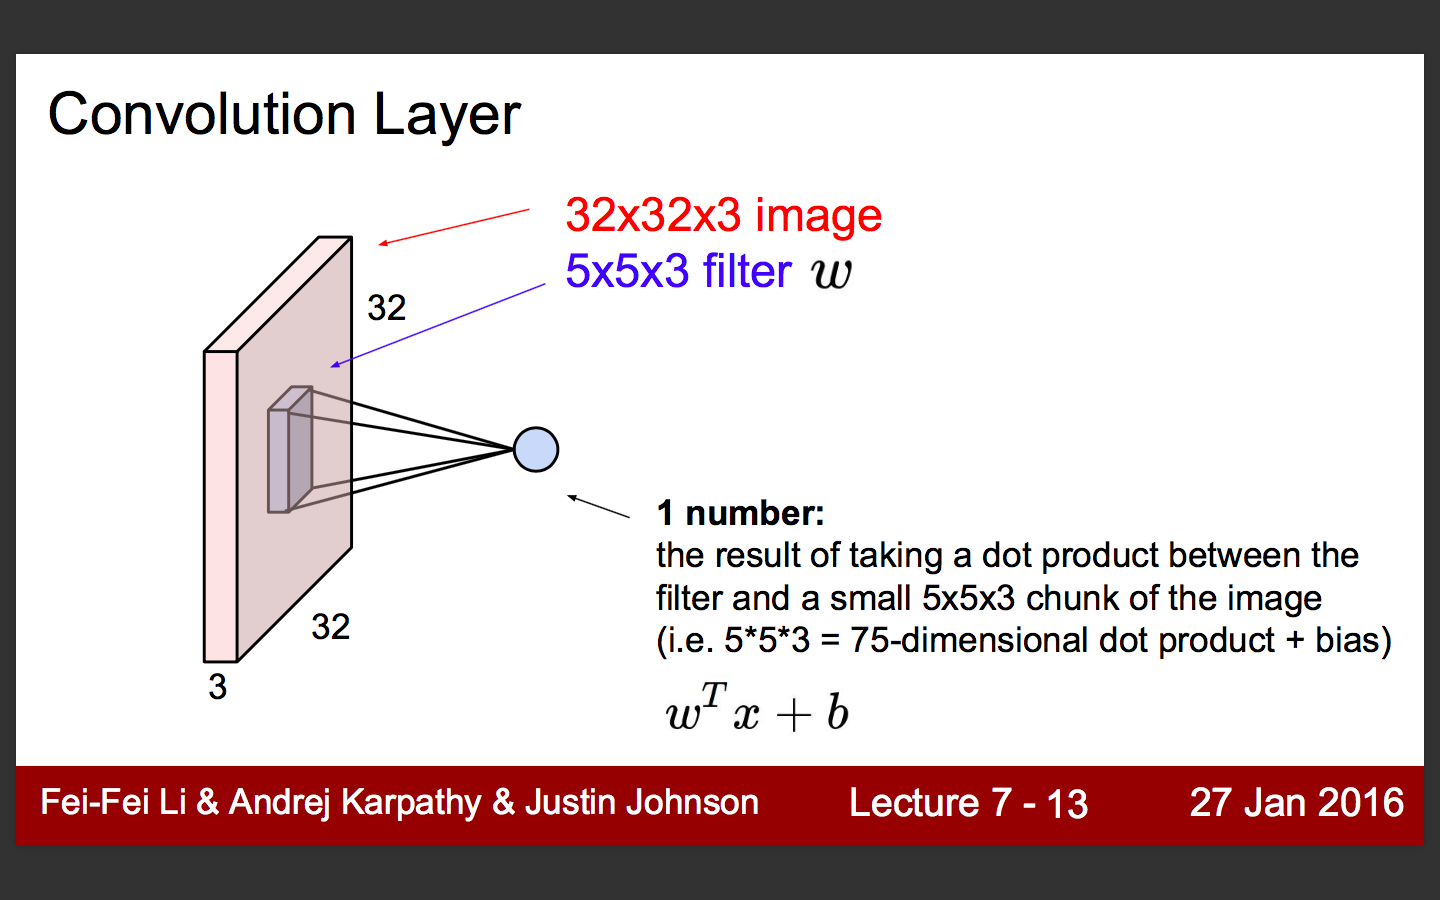 Convolution Layer
32x32x3 image
5x5x3 filter w
32
32
3
1 number:
the result of taking a dot product between the
filter and a small 5x5x3 chunk of the image
(i.e. 5*5*3 = 75-dimensional dot product + bias)
w^T x + b
Fei-Fei Li & Andrej Karpathy & Justin Johnson
Lecture 7 - 13
27 Jan 2016